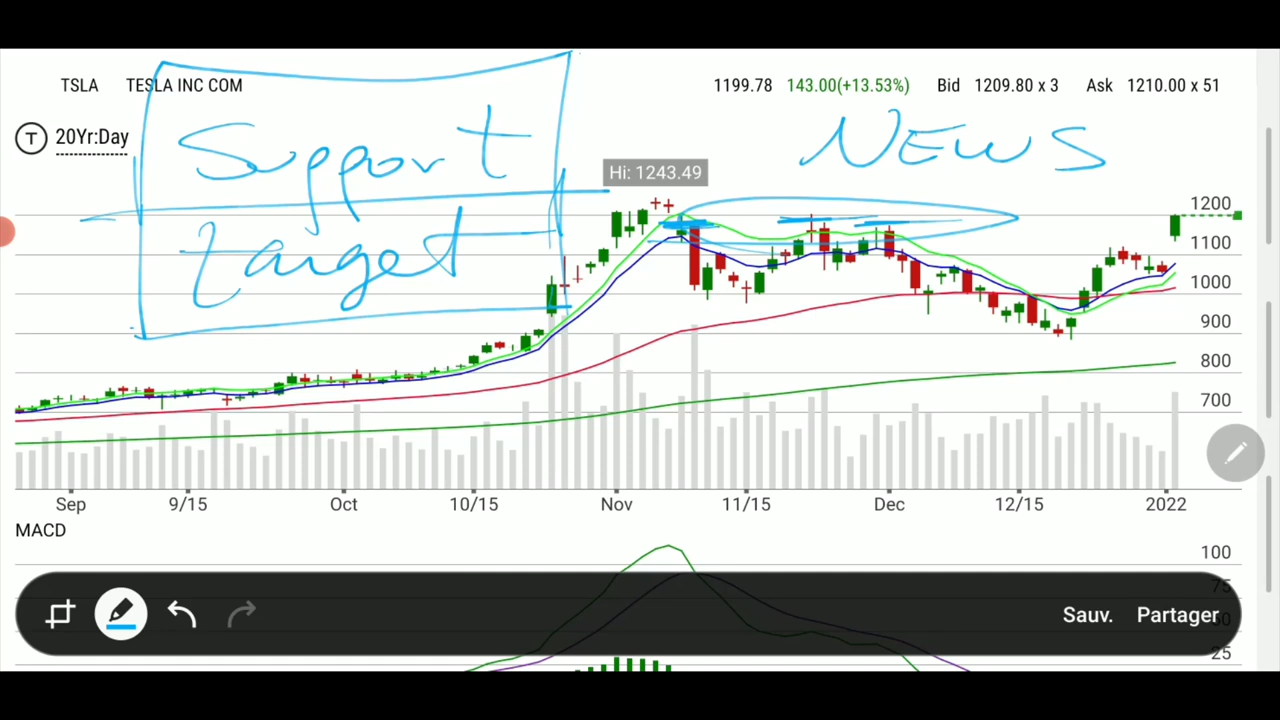 TSLA TESLA INC COM 1199.78 143.00(+13.53%) Bid 1209.80 x 3 Ask 1210.00 x 51
T 20Yr:Day
Support
NEWS
Hi: 1243.49
target
1200
1100
1000
900
800
700
Sep 9/15 Oct 10/15 Nov 11/15 Dec 12/15 2022
MACD
100
75
50
Sauv. Partager
25